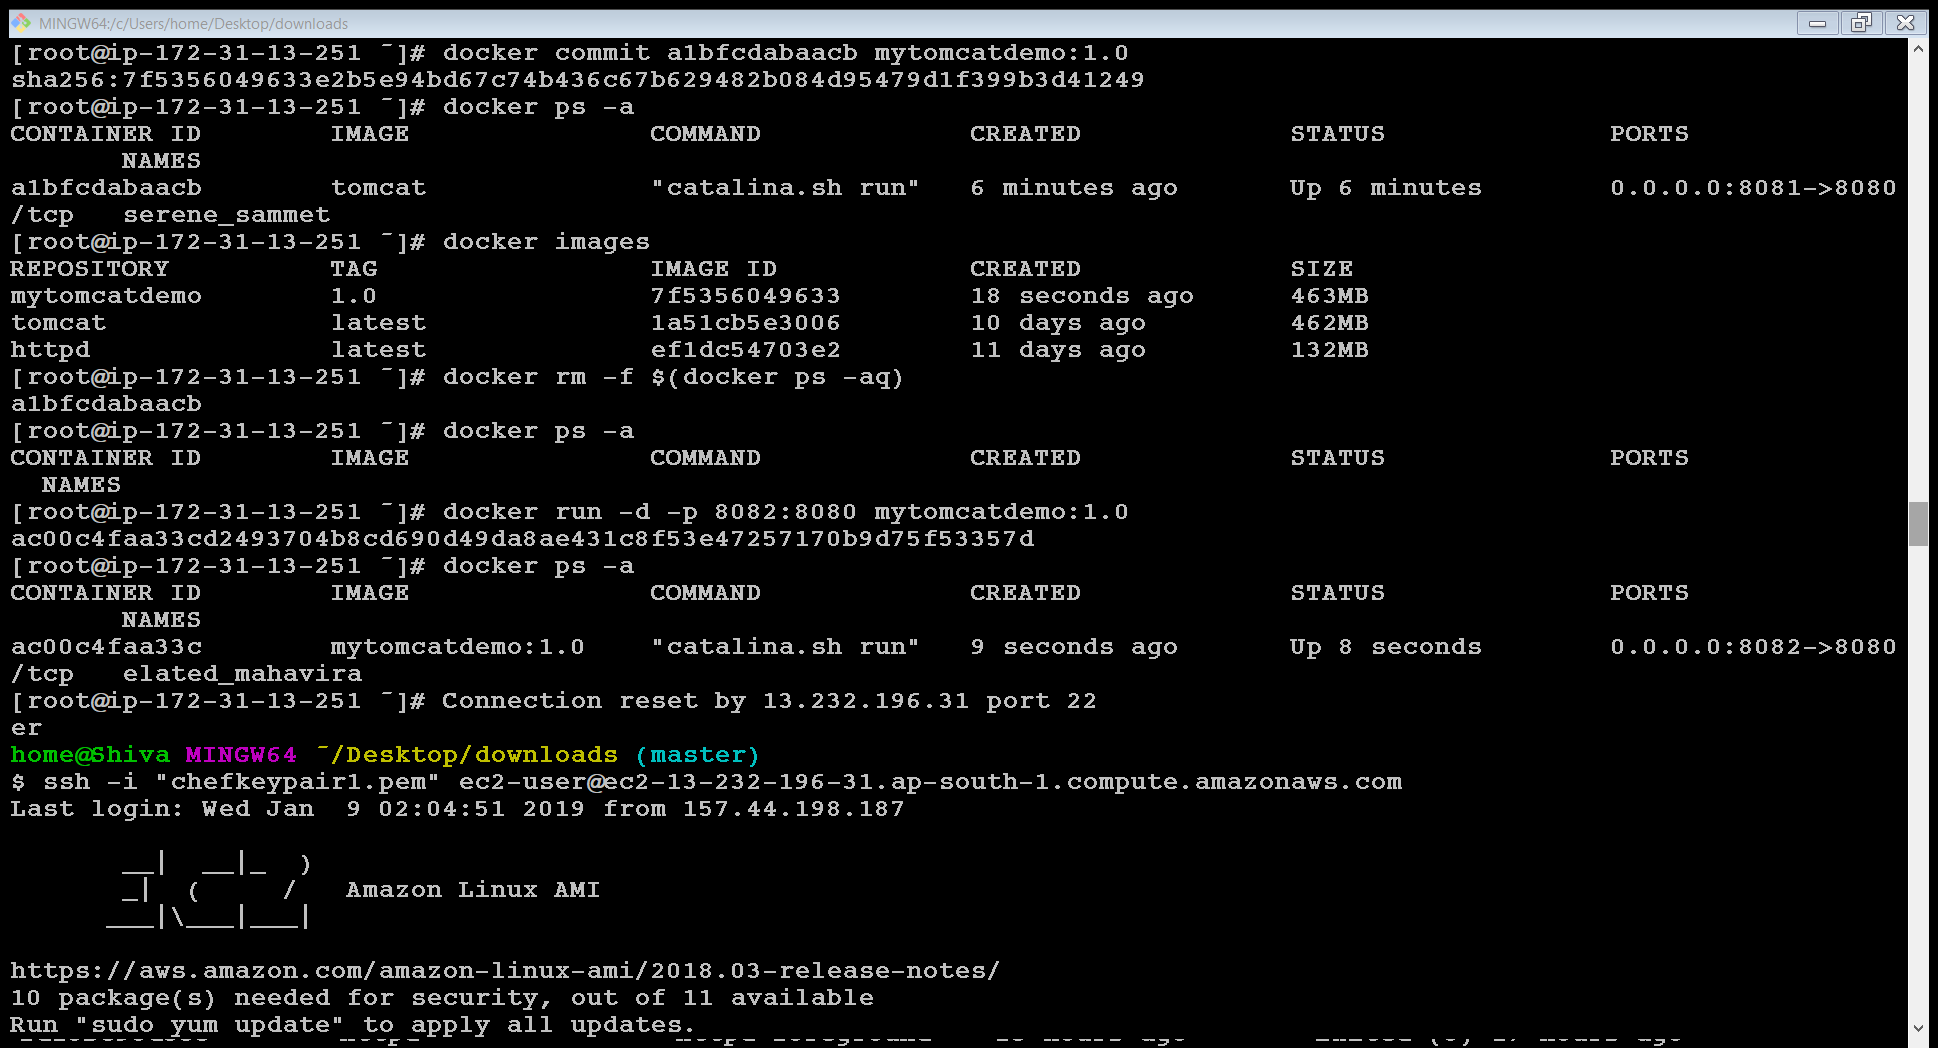 MINGW64:/c/Users/home/Desktop/downloads
[root@ip-172-31-13-251 ~]# docker commit a1bfcdabaacb mytomcatdemo:1.0
sha256:7f5356049633e2b5e94bd67c74b436c67b629482b084d95479d1f399b3d41249
[root@ip-172-31-13-251 ~]# docker ps -a
CONTAINER ID        IMAGE               COMMAND             CREATED             STATUS              PORTS
       NAMES
a1bfcdabaacb        tomcat              "catalina.sh run"   6 minutes ago       Up 6 minutes        0.0.0.0:8081->8080
/tcp   serene_sammet
[root@ip-172-31-13-251 ~]# docker images
REPOSITORY          TAG                 IMAGE ID            CREATED             SIZE
mytomcatdemo        1.0                 7f5356049633        18 seconds ago      463MB
tomcat              latest              1a51cb5e3006        10 days ago         462MB
httpd               latest              ef1dc54703e2        11 days ago         132MB
[root@ip-172-31-13-251 ~]# docker rm -f $(docker ps -aq)
a1bfcdabaacb
[root@ip-172-31-13-251 ~]# docker ps -a
CONTAINER ID        IMAGE               COMMAND             CREATED             STATUS              PORTS
  NAMES
[root@ip-172-31-13-251 ~]# docker run -d -p 8082:8080 mytomcatdemo:1.0
ac00c4faa33cd2493704b8cd690d49da8ae431c8f53e47257170b9d75f53357d
[root@ip-172-31-13-251 ~]# docker ps -a
CONTAINER ID        IMAGE               COMMAND             CREATED             STATUS              PORTS
       NAMES
ac00c4faa33c        mytomcatdemo:1.0    "catalina.sh run"   9 seconds ago       Up 8 seconds        0.0.0.0:8082->8080
/tcp   elated_mahavira
[root@ip-172-31-13-251 ~]# Connection reset by 13.232.196.31 port 22
er
home@Shiva MINGW64 ~/Desktop/downloads (master)
$ ssh -i "chefkeypair1.pem" ec2-user@ec2-13-232-196-31.ap-south-1.compute.amazonaws.com
Last login: Wed Jan  9 02:04:51 2019 from 157.44.198.187
       __|  __|_  )
       _|  (     /   Amazon Linux AMI
      ___|\___|___|
https://aws.amazon.com/amazon-linux-ami/2018.03-release-notes/
10 package(s) needed for security, out of 11 available
Run "sudo yum update" to apply all updates.